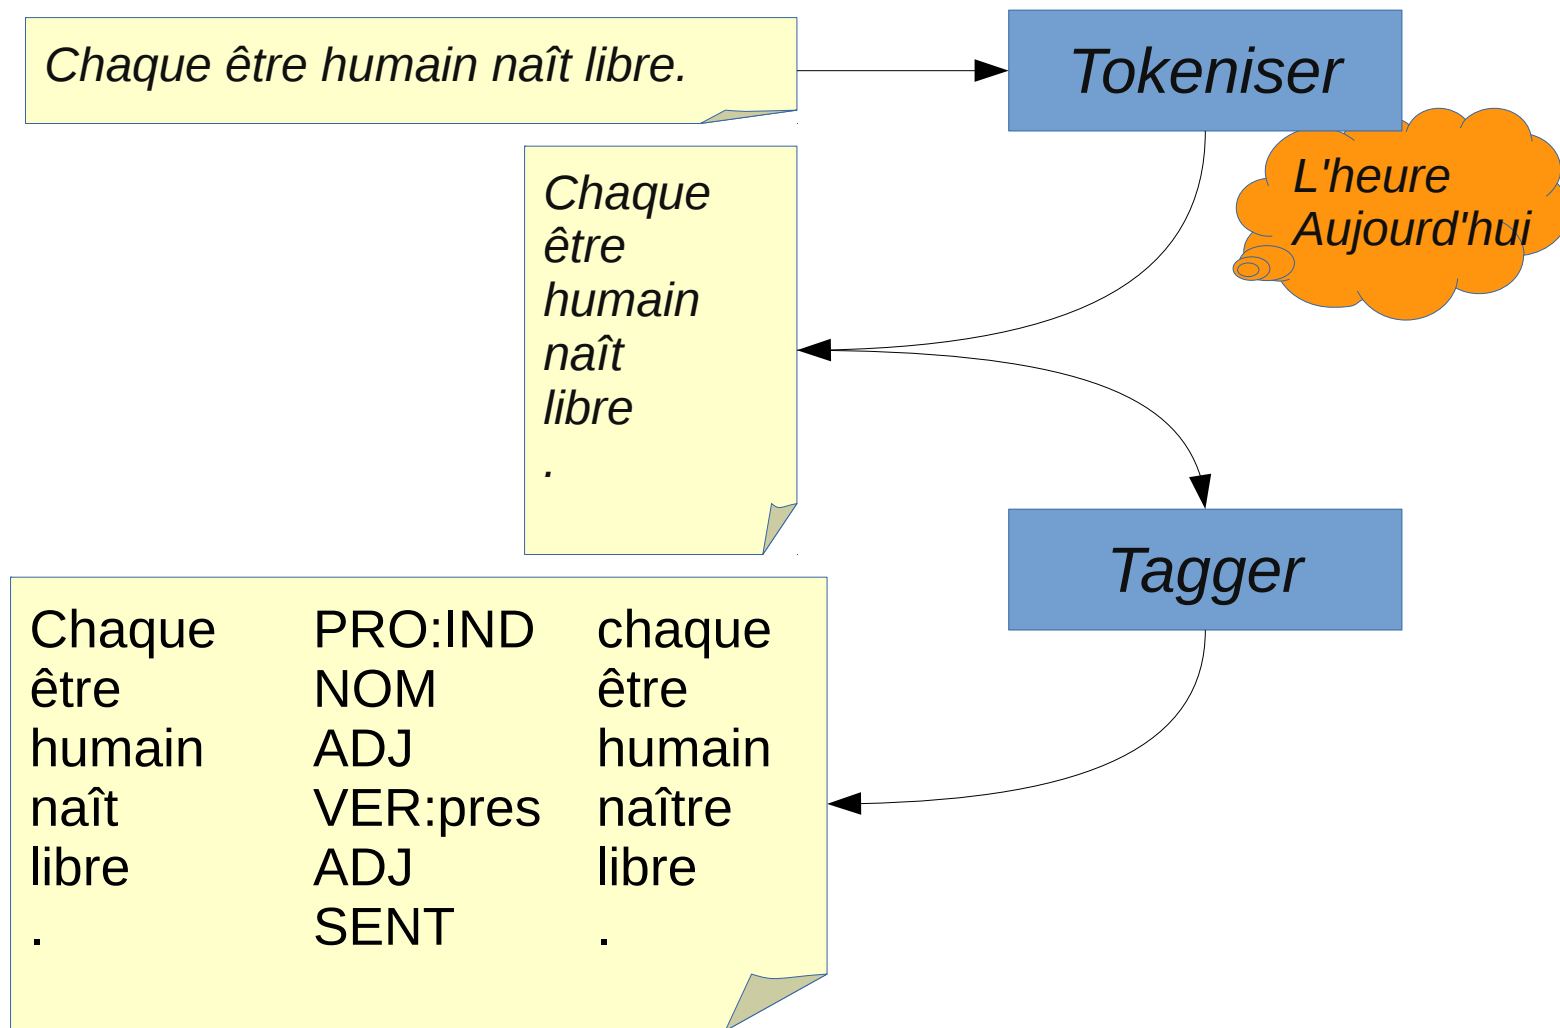 Chaque être humain naît libre.
Tokeniser
L'heure
Aujourd'hui
Chaque
être
humain
naît
libre
.
Tagger
Chaque PRO:IND chaque
être NOM être
humain ADJ humain
naît VER:pres naître
libre ADJ libre
. SENT .